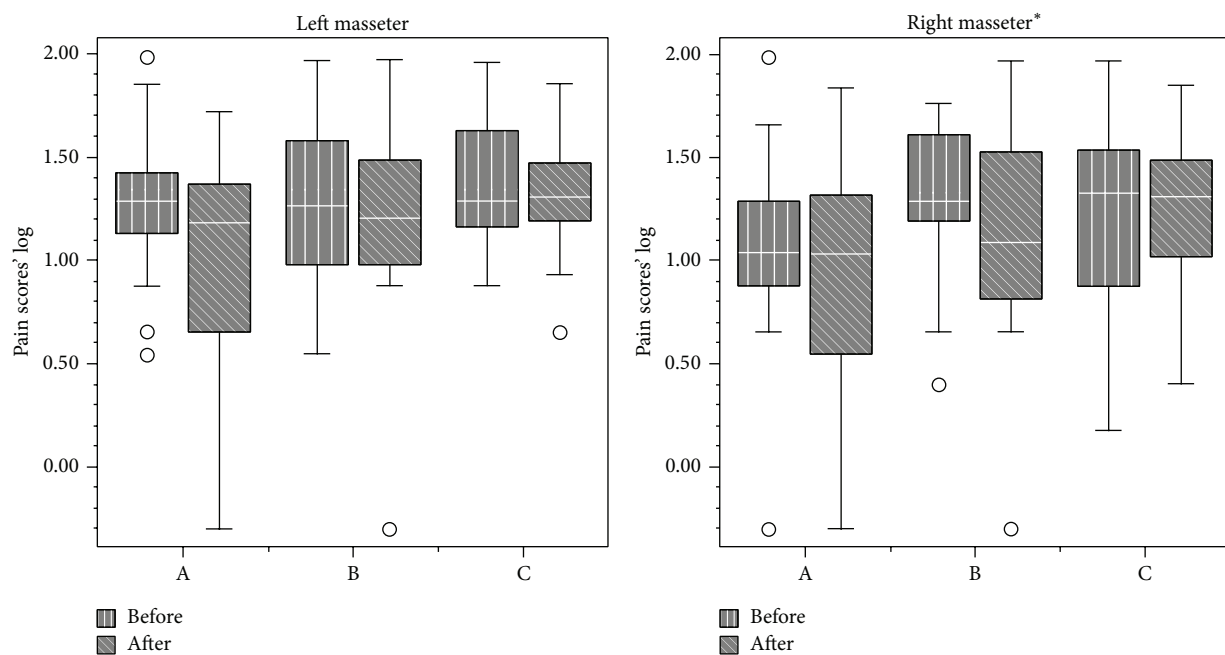 Left masseter
2.00
1.50
1.00
0.50
0.00
Pain scores’ log
A B C
Before
After
Right masseter*
2.00
1.50
1.00
0.50
0.00
Pain scores’ log
A B C
Before
After